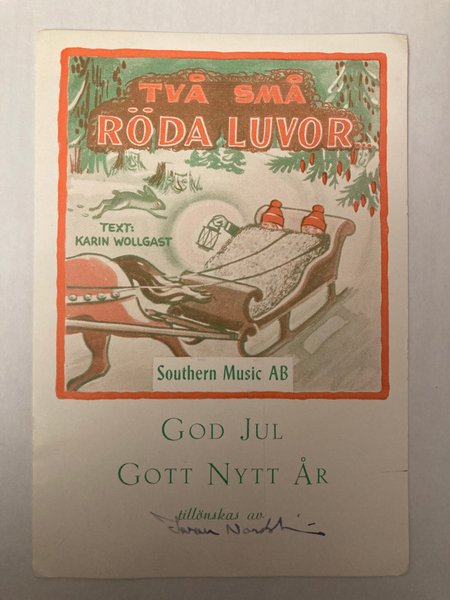 TVÅ SMÅ
RÖDA LUVOR...
TEXT:
KARIN WOLLGAST
Southern Music AB
GOD JUL
GOTT NYTT ÅR
tillönskas av